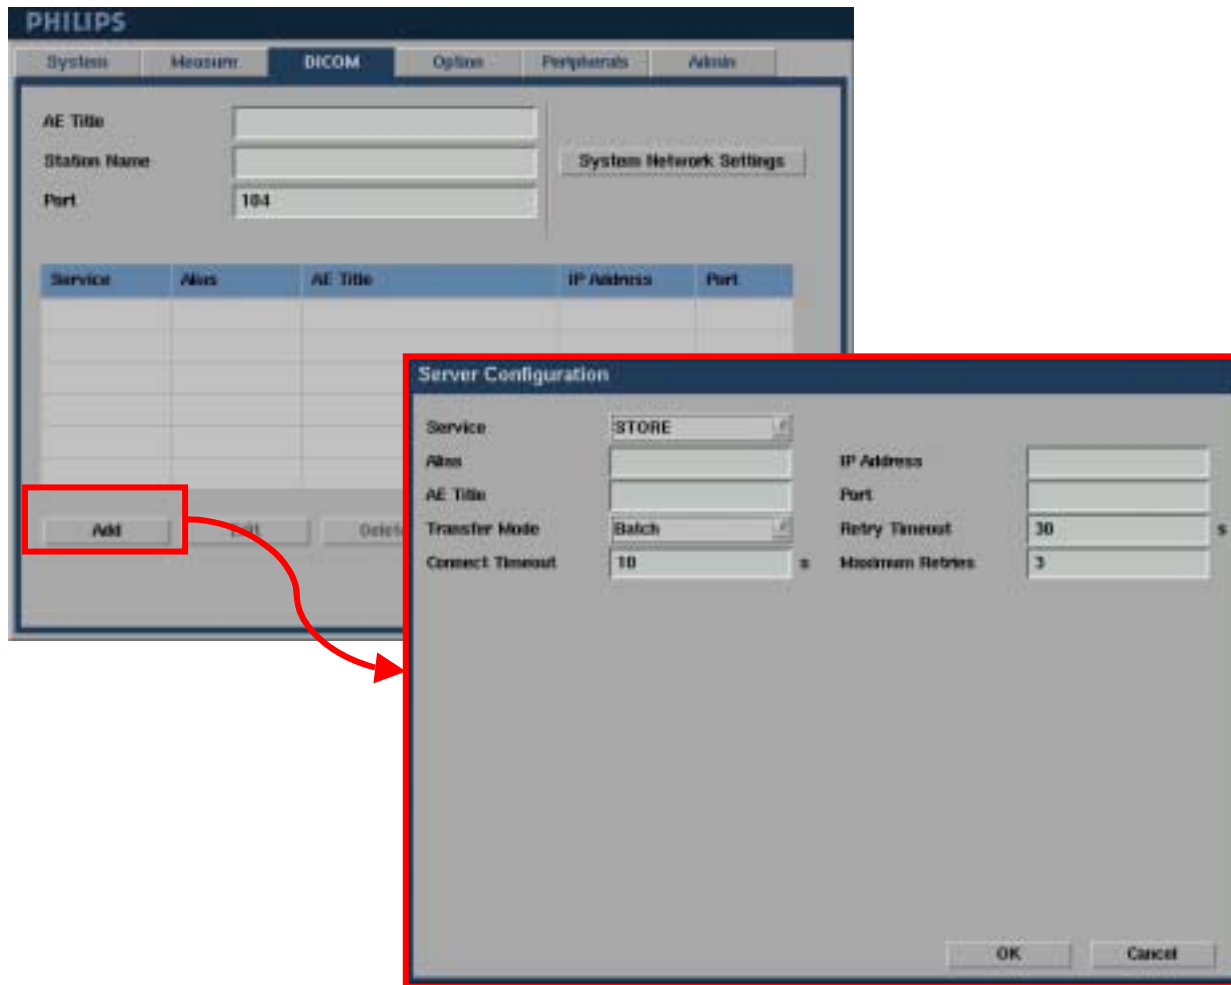 PHILIPS
System Measure DICOM Option Peripherals Admin
AE Title
Station Name
System Network Settings
Port 104
Service Alias AE Title IP Address Port
Add Edit Delete
Server Configuration
Service STORE
Alias IP Address
AE Title Port
Transfer Mode Batch Retry Timeout 30 s
Connect Timeout 10 s Maximum Retries 3
OK Cancel